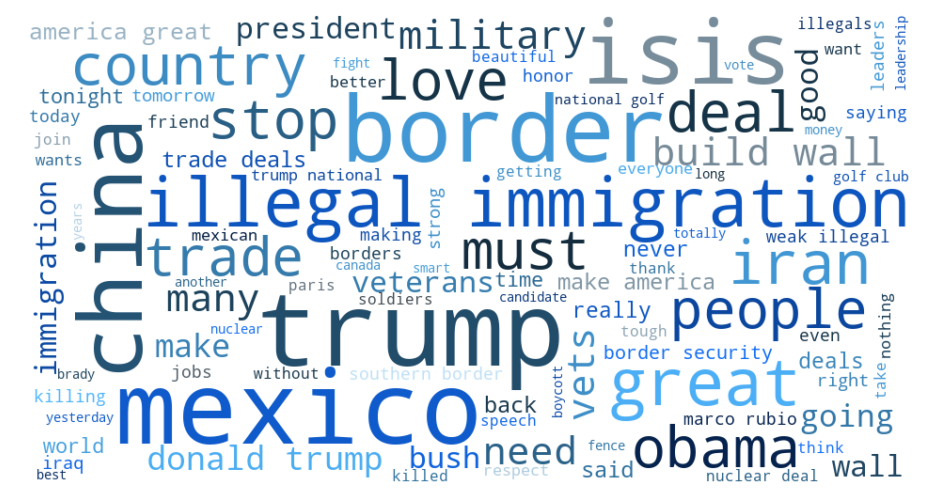 america great
president
military
isis
illegals
leaders
leadership
country
fight
beautiful
want
vote
better
love
honor
good
tonight
tomorrow
national golf
deal
saying
today
friend
stop
border
money
join
china
build wall
wants
trade deals
trump national
getting
everyone
long
golf club
immigration
illegal immigration
years
strong
mexican
making
must
totally
weak illegal
trade
borders
never
canada
smart
thank
iran
another
paris
veterans
time
make america
many
soldiers
candidate
really
people
nothing
nuclear
trump
tough
even
make
vets
border security
deals
brady
jobs
without
southern border
boycott
great
right
take
killing
mexico
back
yesterday
speech
marco rubio
going
world
donald trump
bush
need
fence
obama
think
iraq
said
wall
best
killed
respect
nuclear deal